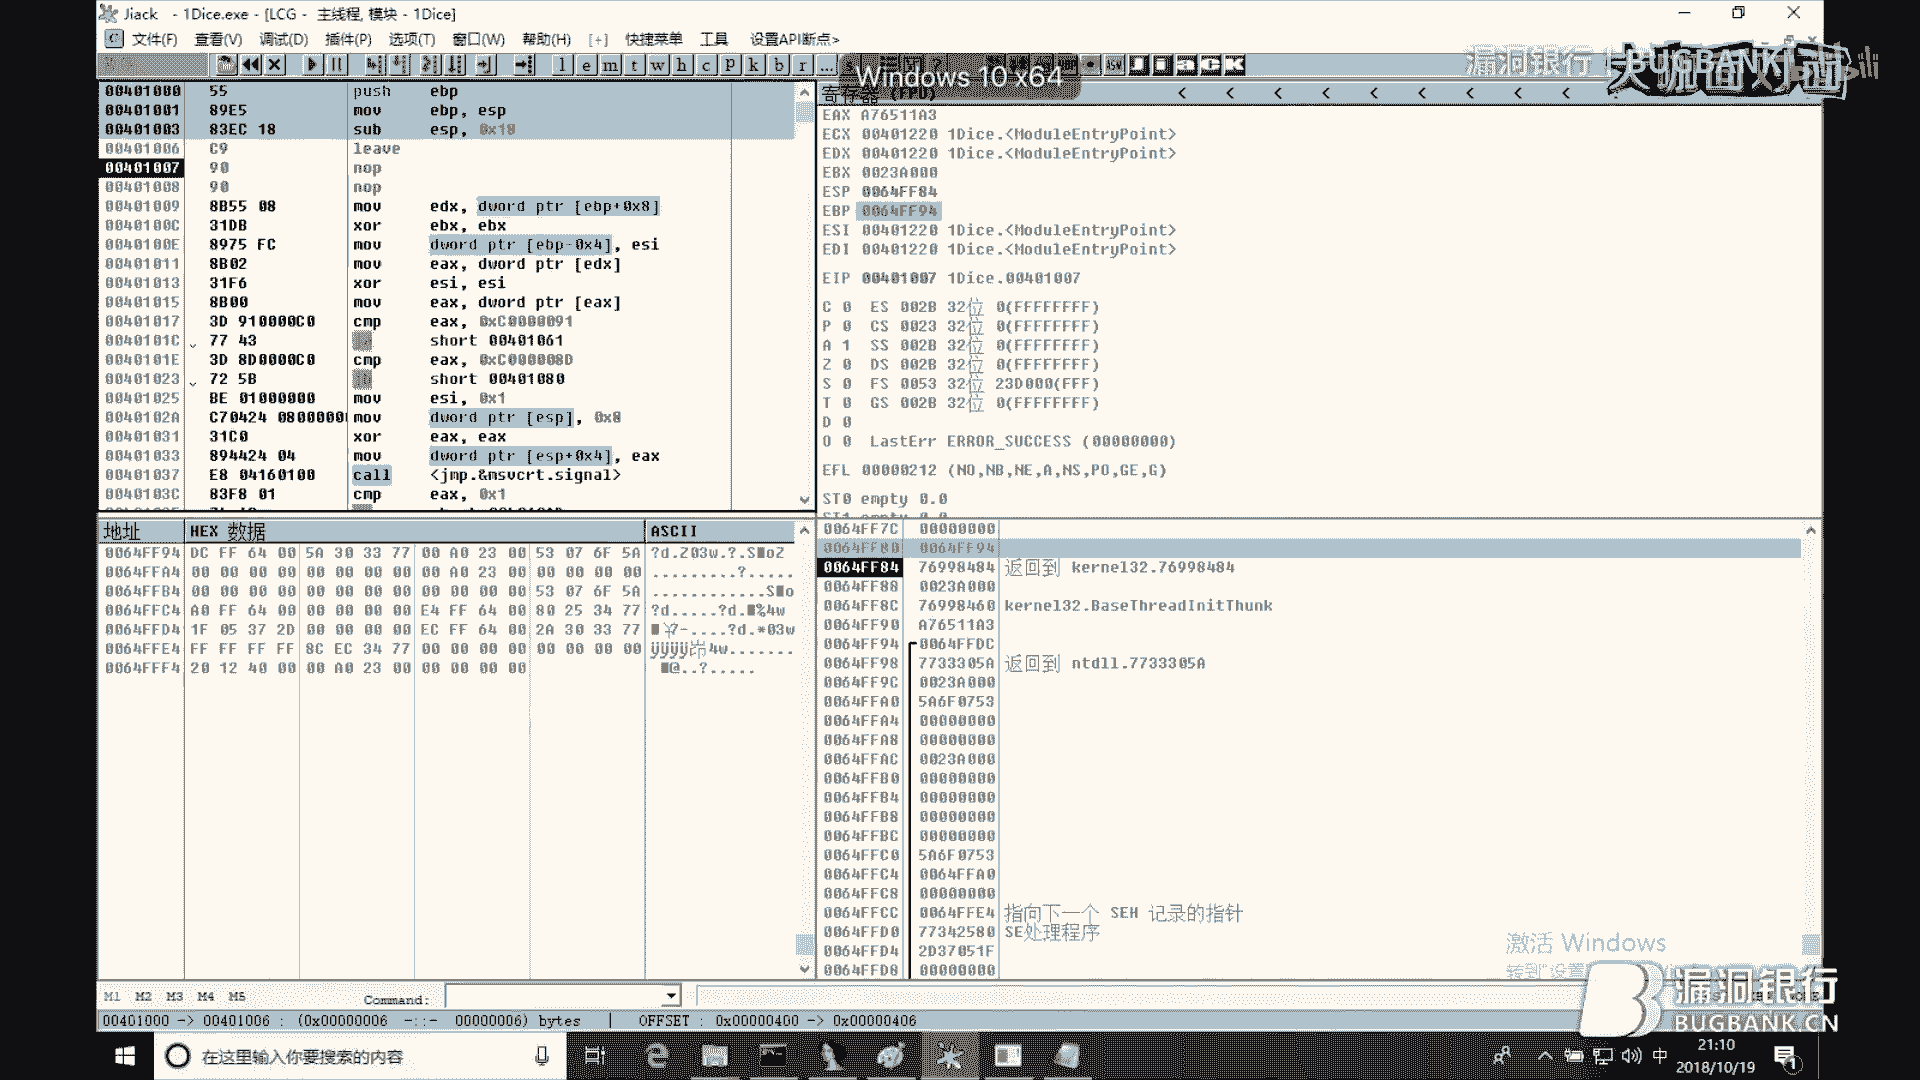 Jiack - 1Dice.exe - [LCG - 主线程, 模块 - 1Dice]
文件(F) 查看(V) 调试(D) 插件(P) 选项(T) 窗口(W) 帮助(H) [+] 快捷菜单 工具 设置API断点>
l e m t w h c p k b r ... s
Windows 10 x64
漏洞银行 BUGBANK
大咖面对面
00401000 55 push ebp
00401001 89E5 mov ebp, esp
00401003 83EC 18 sub esp, 0x18
00401006 C9 leave
00401007 90 nop
00401008 90 nop
00401009 8B55 08 mov edx, dword ptr [ebp+0x8]
0040100C 31DB xor ebx, ebx
0040100E 8975 FC mov dword ptr [ebp-0x4], esi
00401011 8B02 mov eax, dword ptr [edx]
00401013 31F6 xor esi, esi
00401015 8B00 mov eax, dword ptr [eax]
00401017 3D 910000C0 cmp eax, 0xC0000091
0040101C 77 43 short 00401061
0040101E 3D 8D0000C0 cmp eax, 0xC000008D
00401023 72 5B short 00401080
00401025 BE 01000000 mov esi, 0x1
0040102A C70424 0800000 mov dword ptr [esp], 0x8
00401031 31C0 xor eax, eax
00401033 894424 04 mov dword ptr [esp+0x4], eax
00401037 E8 04160100 call <jmp.&msvcrt.signal>
0040103C 83F8 01 cmp eax, 0x1
寄存器 (FPU) < < < < < < < < <
EAX A76511A3
ECX 00401220 1Dice.<ModuleEntryPoint>
EDX 00401220 1Dice.<ModuleEntryPoint>
EBX 0023A000
ESP 0064FF84
EBP 0064FF94
ESI 00401220 1Dice.<ModuleEntryPoint>
EDI 00401220 1Dice.<ModuleEntryPoint>
EIP 00401007 1Dice.00401007
C 0 ES 002B 32位 0(FFFFFFFF)
P 0 CS 0023 32位 0(FFFFFFFF)
A 1 SS 002B 32位 0(FFFFFFFF)
Z 0 DS 002B 32位 0(FFFFFFFF)
S 0 FS 0053 32位 23D000(FFF)
T 0 GS 002B 32位 0(FFFFFFFF)
D 0
O 0 LastErr ERROR_SUCCESS (00000000)
EFL 00000212 (NO,NB,NE,A,NS,PO,GE,G)
ST0 empty 0.0
ST1 empty 0.0
地址 HEX 数据 ASCII
0064FF94 DC FF 64 00 5A 30 33 77 00 A0 23 00 53 07 6F 5A
0064FFA4 00 00 00 00 00 00 00 00 00 A0 23 00 00 00 00 00
0064FFB4 00 00 00 00 00 00 00 00 00 00 00 00 53 07 6F 5A
0064FFC4 A0 FF 64 00 00 00 00 00 E4 FF 64 00 80 25 34 77
0064FFD4 1F 05 37 2D 00 00 00 00 EC FF 64 00 2A 30 33 77
0064FFE4 FF FF FF FF 8C EC 34 77 00 00 00 00 00 00 00 00
0064FFF4 20 12 40 00 00 A0 23 00 00 00 00 00
0064FF7C 00000000
0064FF80 0064FF94
0064FF84 76998484 返回到 kernel32.76998484
0064FF88 0023A000
0064FF8C 76998460 kernel32.BaseThreadInitThunk
0064FF90 A76511A3
0064FF94 0064FFDC
0064FF98 7733305A 返回到 ntdll.7733305A
0064FF9C 0023A000
0064FFA0 5A6F0753
0064FFA4 00000000
0064FFA8 00000000
0064FFAC 0023A000
0064FFB0 00000000
0064FFB4 00000000
0064FFB8 00000000
0064FFBC 00000000
0064FFC0 5A6F0753
0064FFC4 0064FFA0
0064FFC8 00000000
0064FFCC 0064FFE4 指向下一个 SEH 记录的指针
0064FFD0 77342580 SE处理程序
0064FFD4 2D37051F
0064FFD8 00000000
激活 Windows
转到"设置
漏洞银行
BUGBANK.CN
M1 M2 M3 M4 M5 Command:
00401000 -> 00401006 : (0x00000006 -::- 00000006) bytes | OFFSET : 0x00000400 -> 0x00000406
在这里输入你要搜索的内容
中
21:10
2018/10/19
1